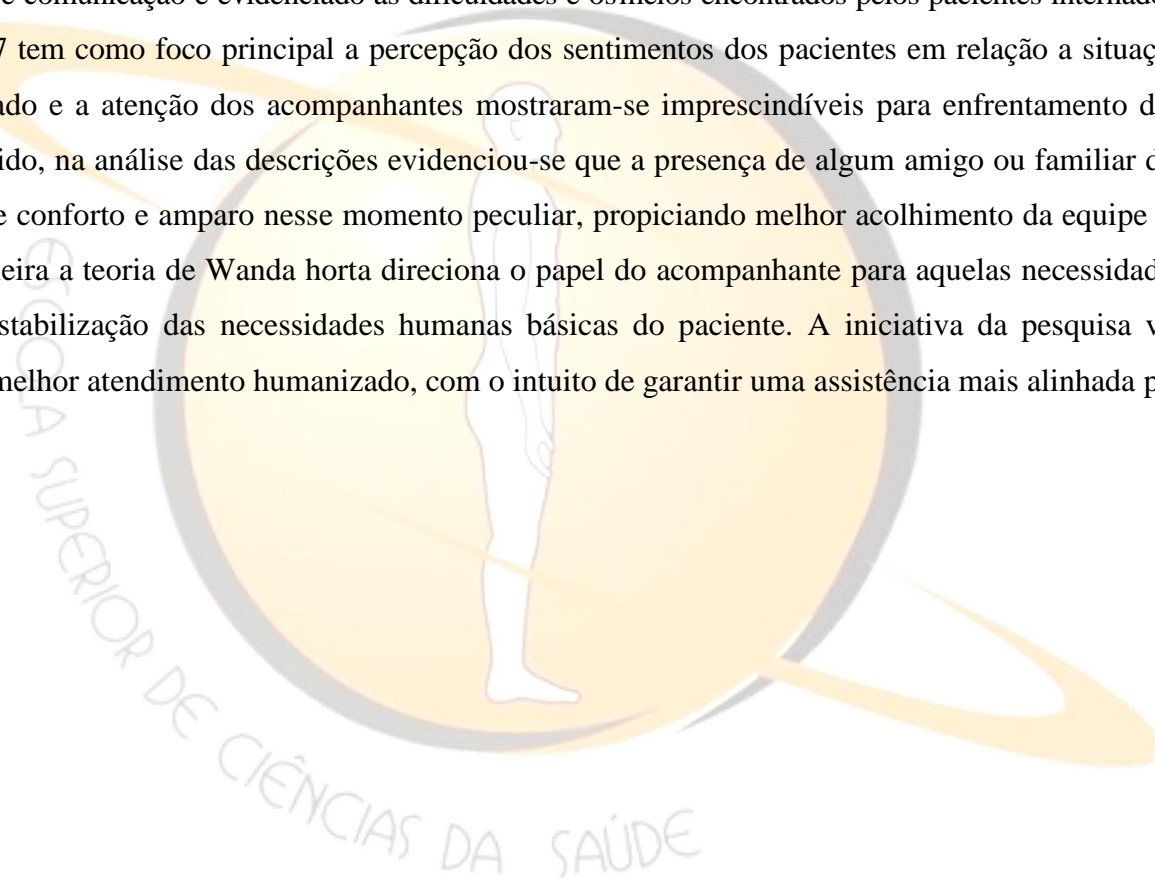 e comunicação e evidenciado as dificuldades e encontrados pelos pacientes internado
7 tem como foco principal a percepção dos sentimentos dos pacientes em relação a situaç
ado e a atenção dos acompanhantes mostraram-se imprescindíveis para enfrentamento d
ido, na análise das descrições evidenciou-se que a presença de algum amigo ou familiar d
e conforto e amparo nesse momento peculiar, propiciando melhor acolhimento da equipe
eira a teoria de Wanda horta direciona o papel do acompanhante para aquelas necessidad
stabilização das necessidades humanas básicas do paciente. A iniciativa da pesquisa v
melhor atendimento humanizado, com o intuito de garantir uma assistência mais alinhada p
ESCOLA SUPERIOR DE CIÊNCIAS DA SAÚDE